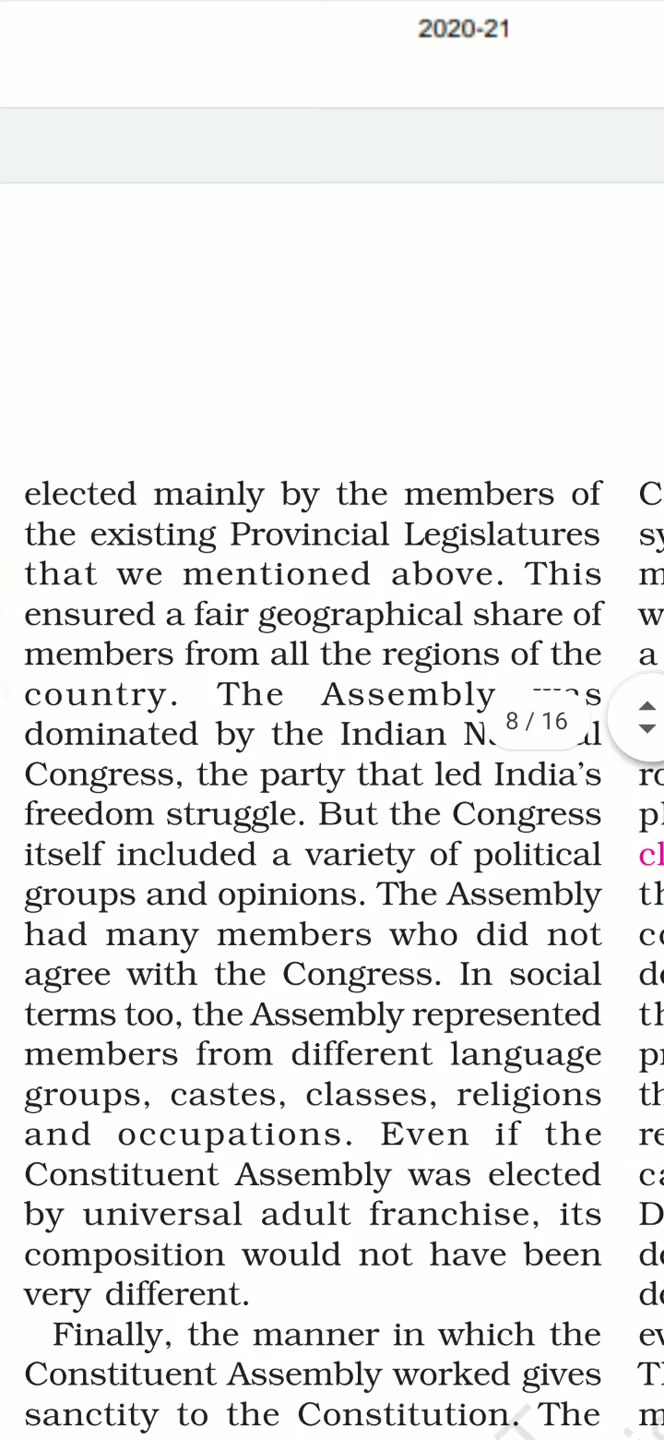 2020-21
elected mainly by the members of
the existing Provincial Legislatures
that we mentioned above. This
ensured a fair geographical share of
members from all the regions of the
country. The Assembly
dominated by the Indian
8 / 16
Congress, the party that led India's
freedom struggle. But the Congress
itself included a variety of political
groups and opinions. The Assembly
had many members who did not
agree with the Congress. In social
terms too, the Assembly represented
members from different language
groups, castes, classes, religions
and occupations. Even if the
Constituent Assembly was elected
by universal adult franchise, its
composition would not have been
very different.
Finally, the manner in which the
Constituent Assembly worked gives
sanctity to the Constitution. The